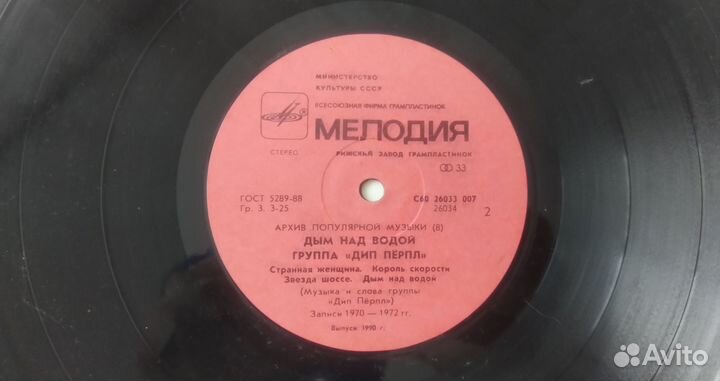 МИНИСТЕРСТВО
КУЛЬТУРЫ СССР
ВСЕСОЮЗНАЯ ФИРМА ГРАМПЛАСТИНОК
МЕЛОДИЯ
СТЕРЕО
РИЖСКЫЙ ЗАВОД ГРАМПЛАСТИНОК
33
ГОСТ 5289-88
С60 26033 007
Гр. 3. 3-25
26034
2
АРХИВ ПОПУЛЯРНОЙ МУЗЫКИ (8)
ДЫМ НАД ВОДОЙ
ГРУППА «ДИП ПЁРПЛ»
Странная женщина. Король скорости
Звезда шоссе. Дым над водой
(Музыка и слова группы
«Дип Пёрпл»)
Записи 1970 — 1972 гг.
Выпуск 1990 г.
Avito